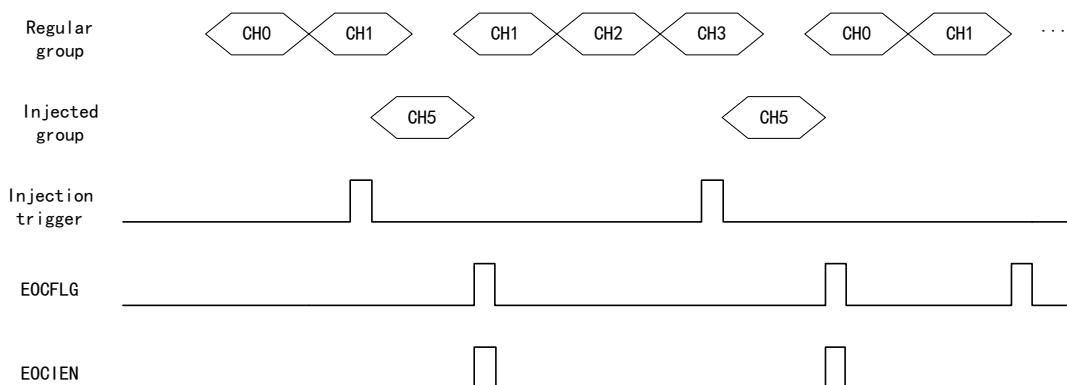 Regular
group
CH0 CH1 CH1 CH2 CH3 CH0 CH1 ...
Injected
group
CH5 CH5
Injection
trigger
EOCFLG
EOCIEN